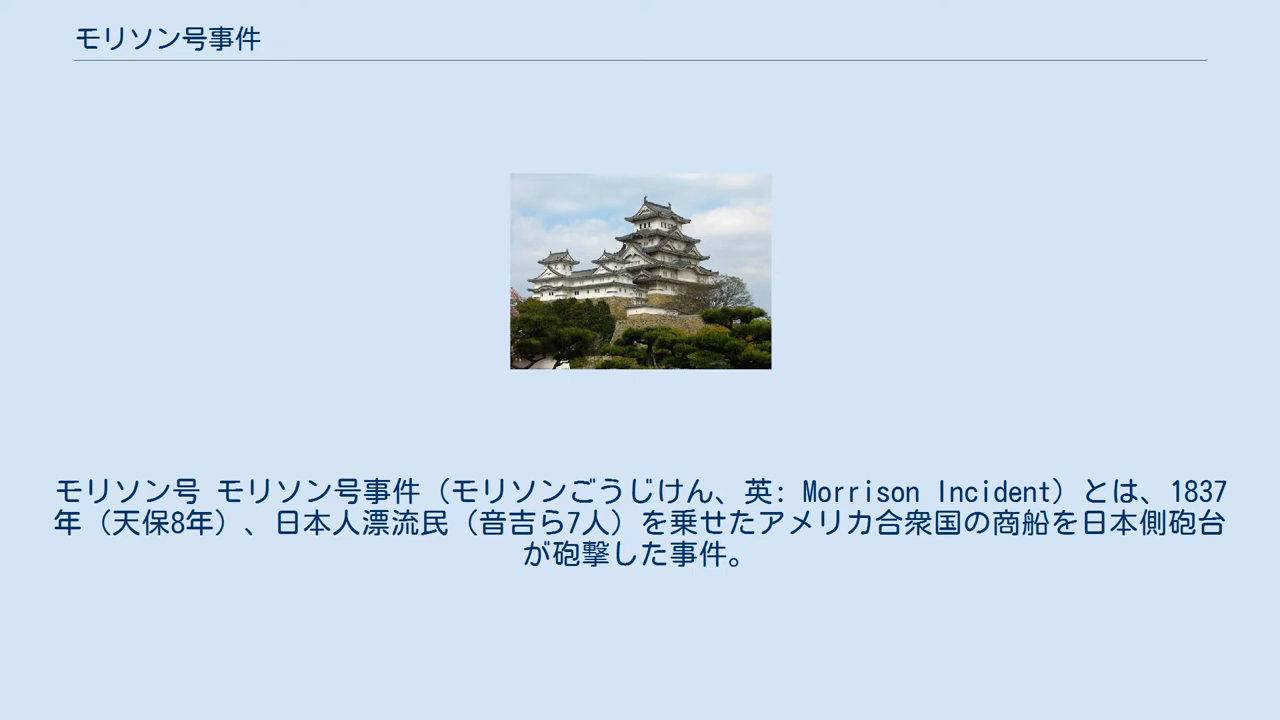 モリソン号事件
モリソン号 モリソン号事件（モリソンごうじけん、英: Morrison Incident）とは、1837
年（天保8年）、日本人漂流民（音吉ら7人）を乗せたアメリカ合衆国の商船を日本側砲台
が砲撃した事件。